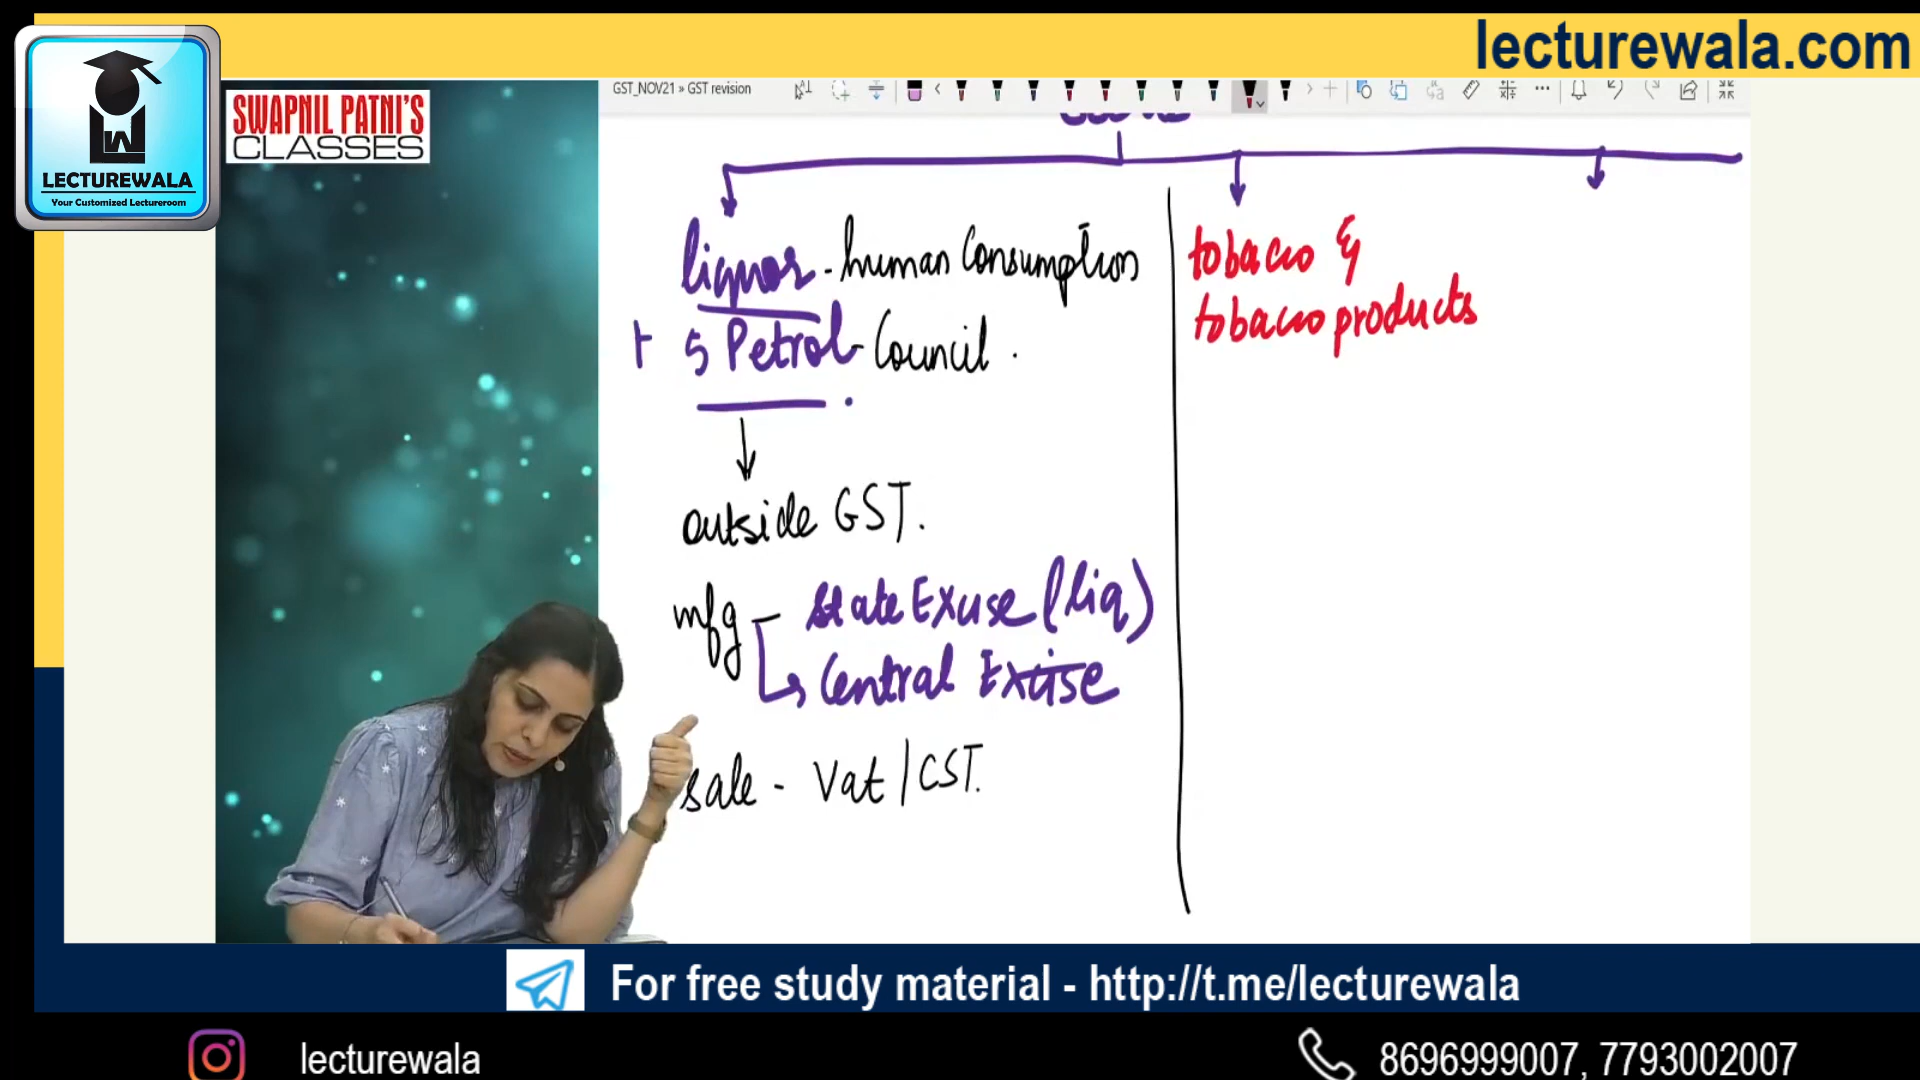 lecturewala.com
LW
LECTUREWALA
Your Customized Lectureroom
SWAPNIL PATNI'S
CLASSES
GST_NOV21 » GST revision
liquor - human Consumption
+ 5 Petrol - Council .
outside GST.
mfg - State Excise (liq)
Central Excise
sale - Vat / CST.
tobacco &
tobacco products
For free study material - http://t.me/lecturewala
lecturewala
8696999007, 7793002007